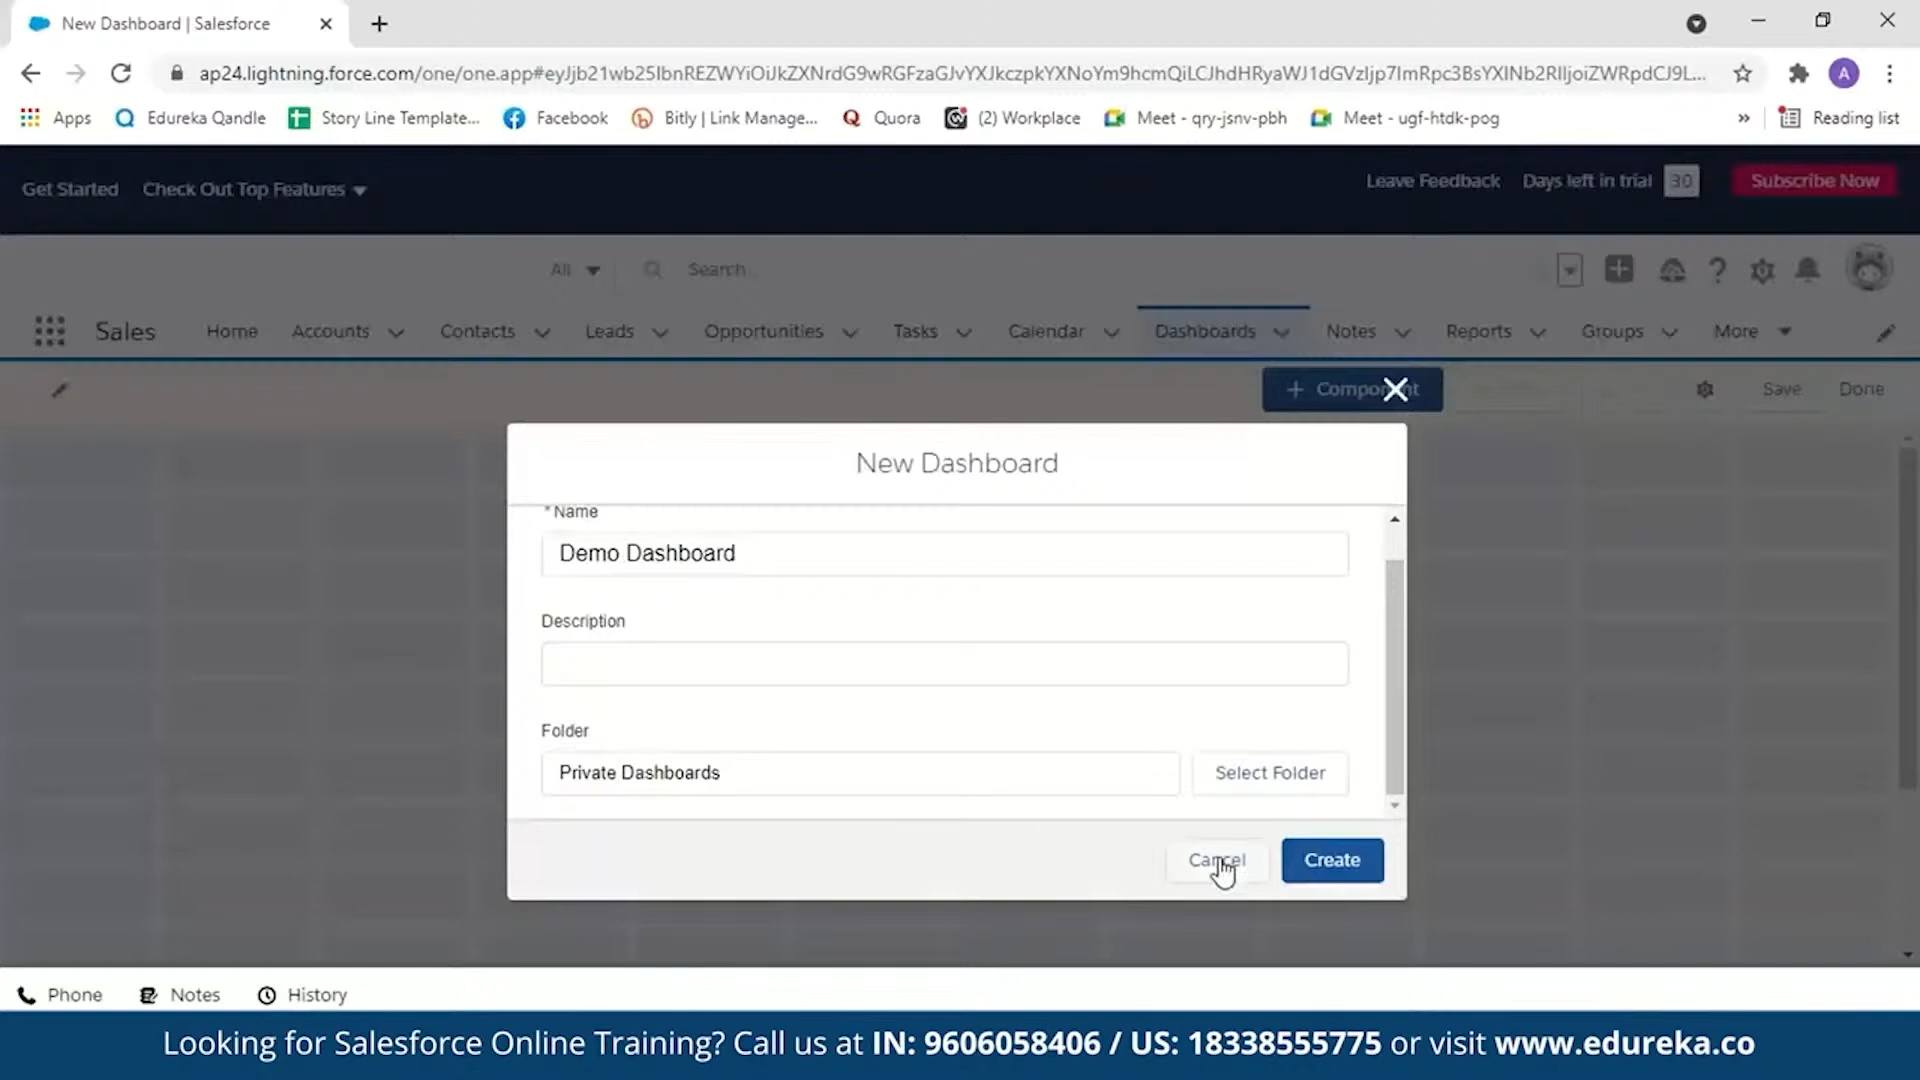 New Dashboard | Salesforce
ap24.lightning.force.com/one/one.app#eyJjb21wb25lbnREZWYiOiJkZXNrdG9wRGFzaGJvYXJkczpkYXNoYm9hcmQiLCJhdHRyaWJ1dGVzIjp7ImRpc3BsYXlNb2RlIjoiZWRpdCJ9L...
A
Apps
Edureka Qandle
Story Line Template...
Facebook
Bitly | Link Manage...
Quora
(2) Workplace
Meet - qry-jsnv-pbh
Meet - ugf-htdk-pog
»
Reading list
Get Started
Check Out Top Features
Leave Feedback
Days left in trial 30
Subscribe Now
All
Search
Sales
Home
Accounts
Contacts
Leads
Opportunities
Tasks
Calendar
Dashboards
Notes
Reports
Groups
More
+ Component
Save
Done
New Dashboard
* Name
Demo Dashboard
Description
Folder
Private Dashboards
Select Folder
Cancel
Create
Phone
Notes
History
Looking for Salesforce Online Training? Call us at IN: 9606058406 / US: 18338555775 or visit www.edureka.co